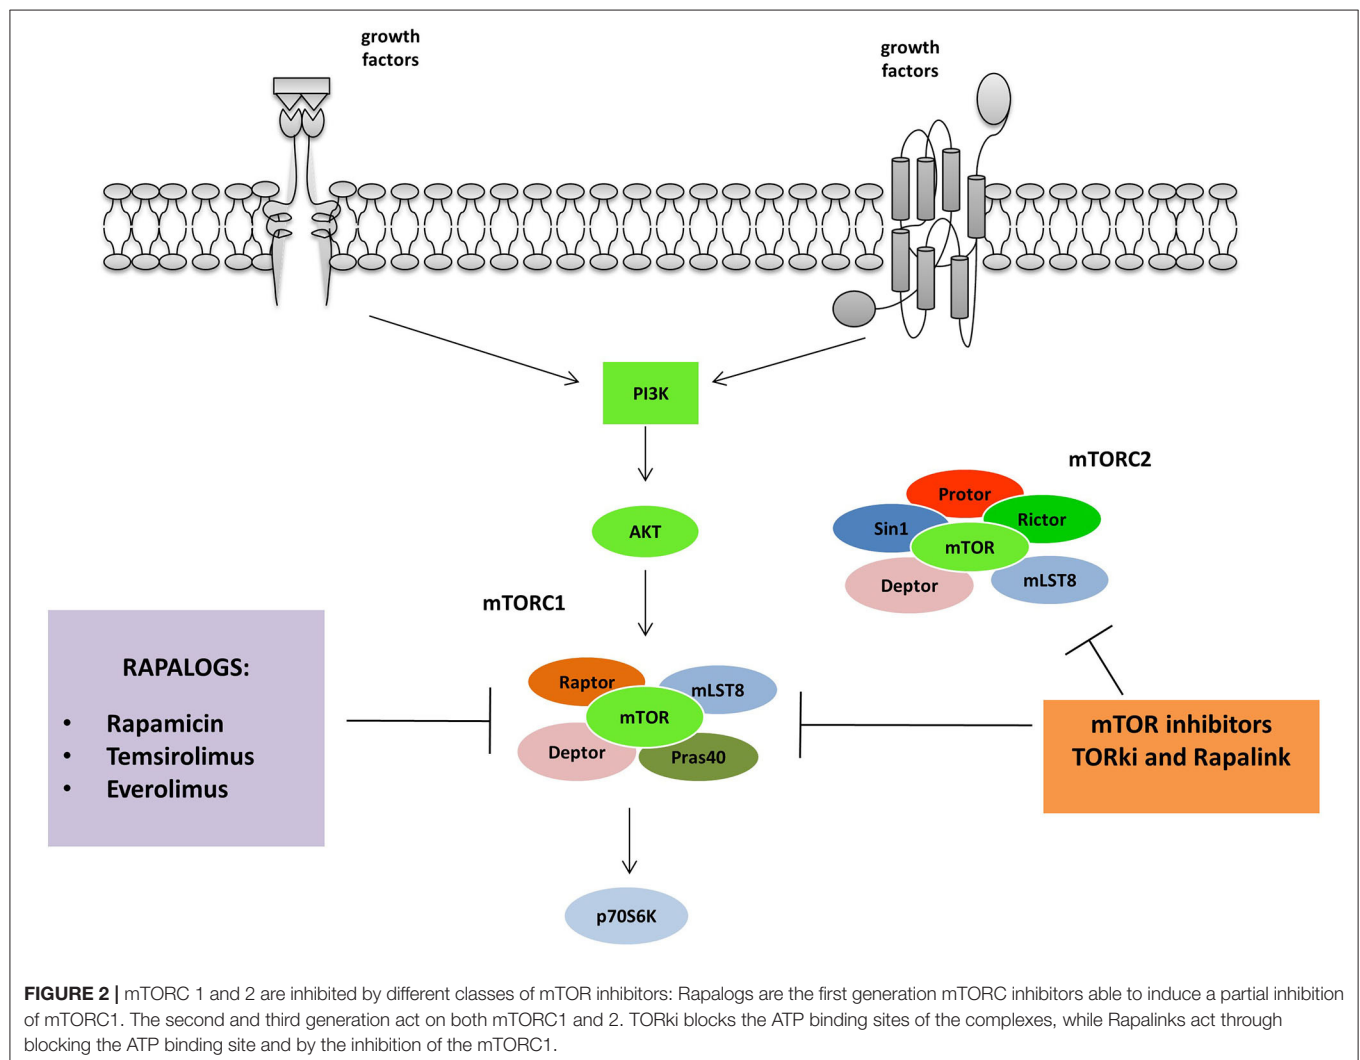 growth
factors
growth
factors
PI3K
mTORC2
Protor
Sin1
Rictor
mTOR
Deptor
mLST8
AKT
mTORC1
RAPALOGS:
• Rapamicin
• Temsirolimus
• Everolimus
Raptor
mLST8
mTOR
Deptor
Pras40
mTOR inhibitors
TORki and Rapalink
p70S6K
FIGURE 2 | mTORC 1 and 2 are inhibited by different classes of mTOR inhibitors: Rapalogs are the first generation mTORC inhibitors able to induce a partial inhibition
of mTORC1. The second and third generation act on both mTORC1 and 2. TORki blocks the ATP binding sites of the complexes, while Rapalinks act through
blocking the ATP binding site and by the inhibition of the mTORC1.